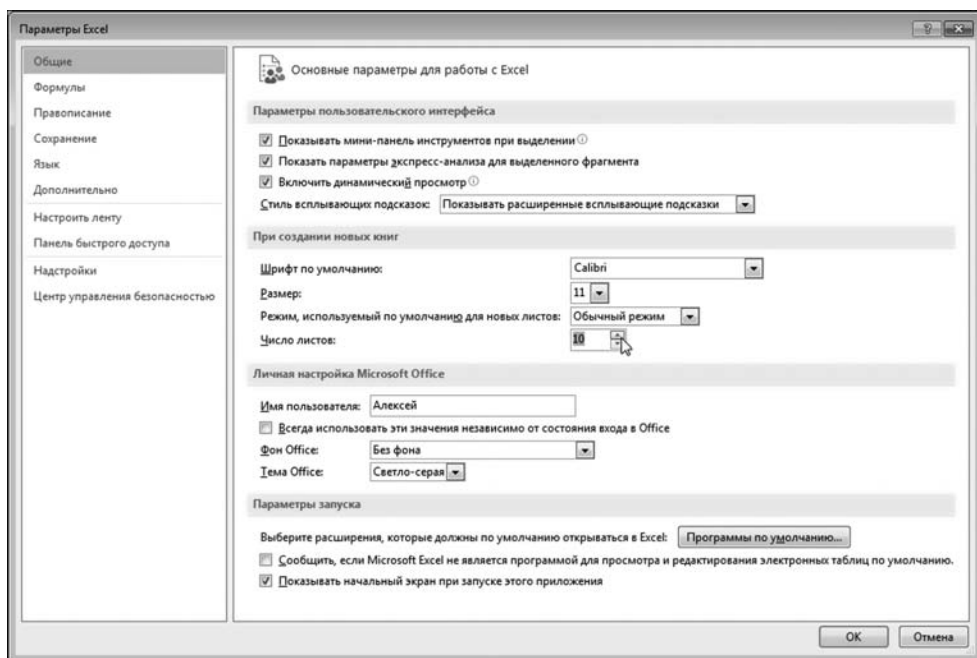 Параметры Excel
Общие
Формулы
Правописание
Сохранение
Язык
Дополнительно
Настроить ленту
Панель быстрого доступа
Надстройки
Центр управления безопасностью
Основные параметры для работы с Excel
Параметры пользовательского интерфейса
Показывать мини-панель инструментов при выделении
Показать параметры экспресс-анализа для выделенного фрагмента
Включить динамический просмотр
Стиль всплывающих подсказок: Показывать расширенные всплывающие подсказки
При создании новых книг
Шрифт по умолчанию: Calibri
Размер: 11
Режим, используемый по умолчанию для новых листов: Обычный режим
Число листов: 10
Личная настройка Microsoft Office
Имя пользователя: Алексей
Всегда использовать эти значения независимо от состояния входа в Office
Фон Office: Без фона
Тема Office: Светло-серая
Параметры запуска
Выберите расширения, которые должны по умолчанию открываться в Excel: Программы по умолчанию...
Сообщить, если Microsoft Excel не является программой для просмотра и редактирования электронных таблиц по умолчанию.
Показывать начальный экран при запуске этого приложения
OK Отмена